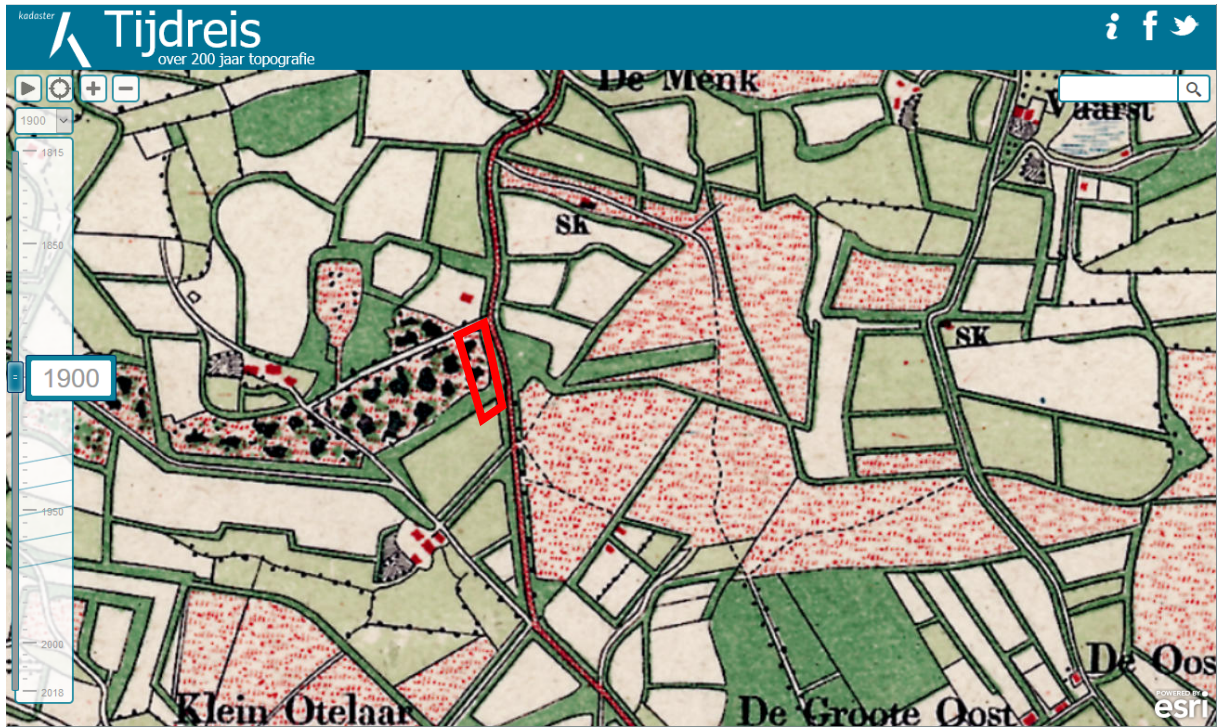 kadaster
Tijdreis
over 200 jaar topografie
De Menk
Vaarst
1900
1815
1850
SK
SK
1900
1950
2000
2018
De Oos
Klein Otelaar
De Groote Oost
POWERED BY
esri